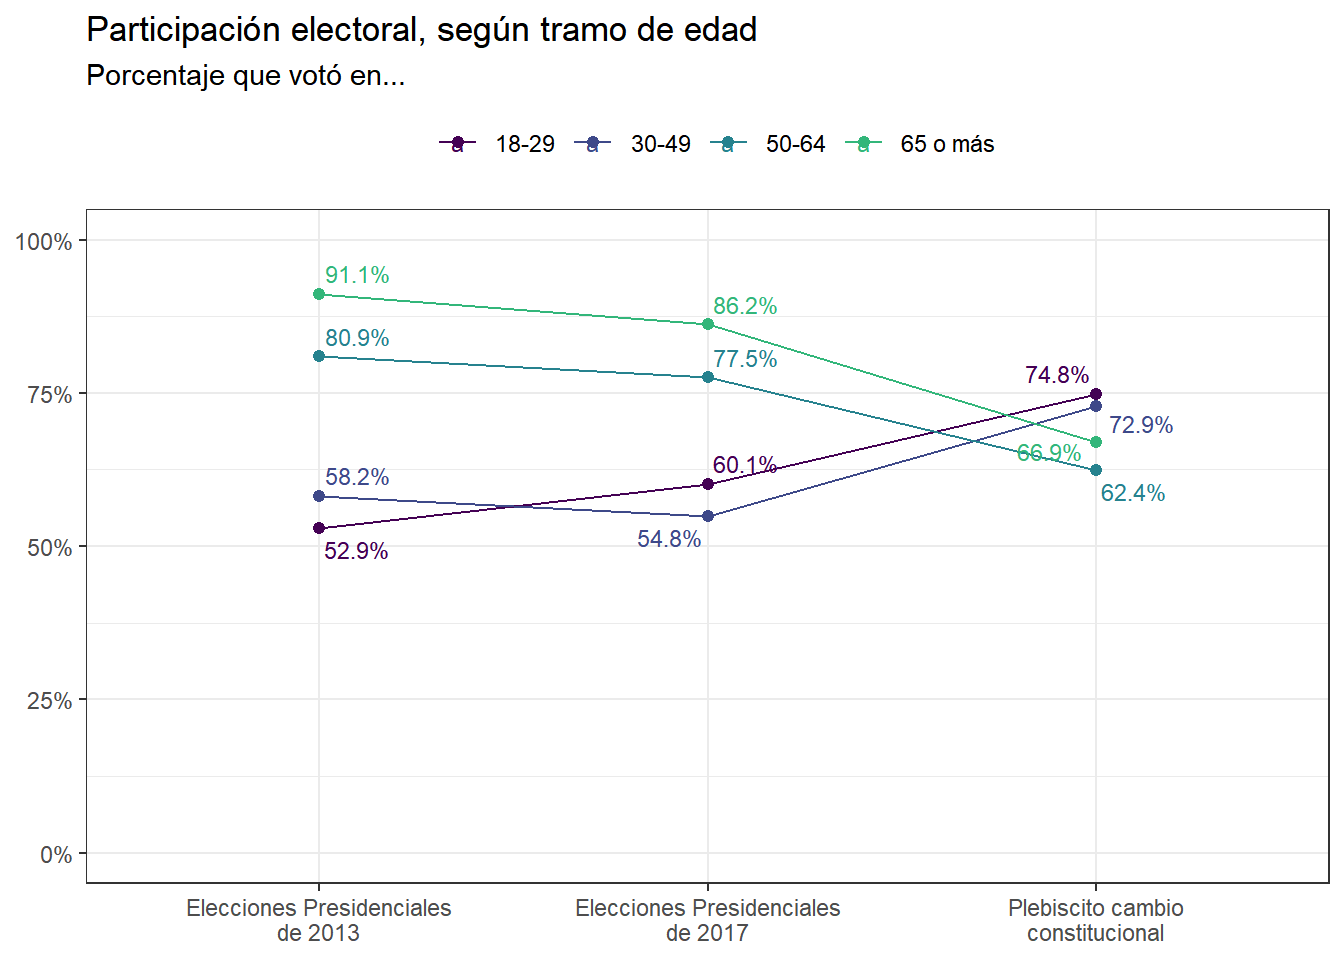 Participación electoral, según tramo de edad
Porcentaje que votó en...
a 18-29 a 30-49 a 50-64 a 65 o más
100%
75%
50%
25%
0%
91.1%
86.2%
80.9%
77.5%
74.8%
72.9%
66.9%
62.4%
60.1%
58.2%
54.8%
52.9%
Elecciones Presidenciales
de 2013
Elecciones Presidenciales
de 2017
Plebiscito cambio
constitucional